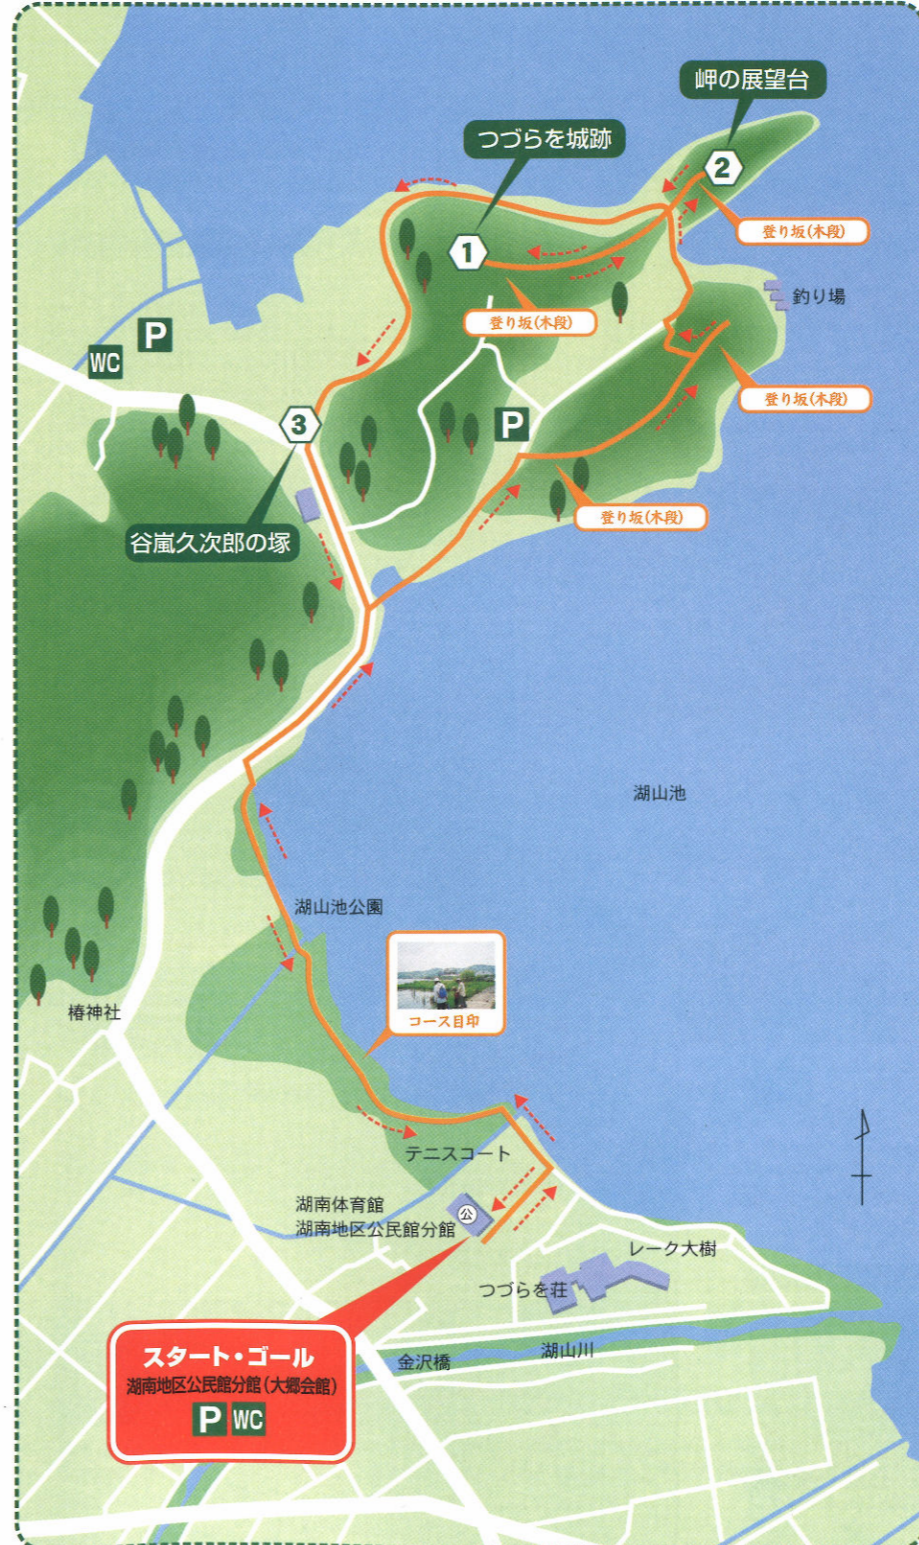 岬の展望台
つづらを城跡
2
1
登り坂(木段)
釣り場
登り坂(木段)
P
WC
登り坂(木段)
3
P
登り坂(木段)
谷嵐久次郎の塚
湖山池
湖山池公園
コース目印
椿神社
テニスコート
湖南体育館
湖南地区公民館分館
公
レーク大樹
つづらを荘
スタート・ゴール
湖南地区公民館分館(大郷会館)
P WC
金沢橋
湖山川